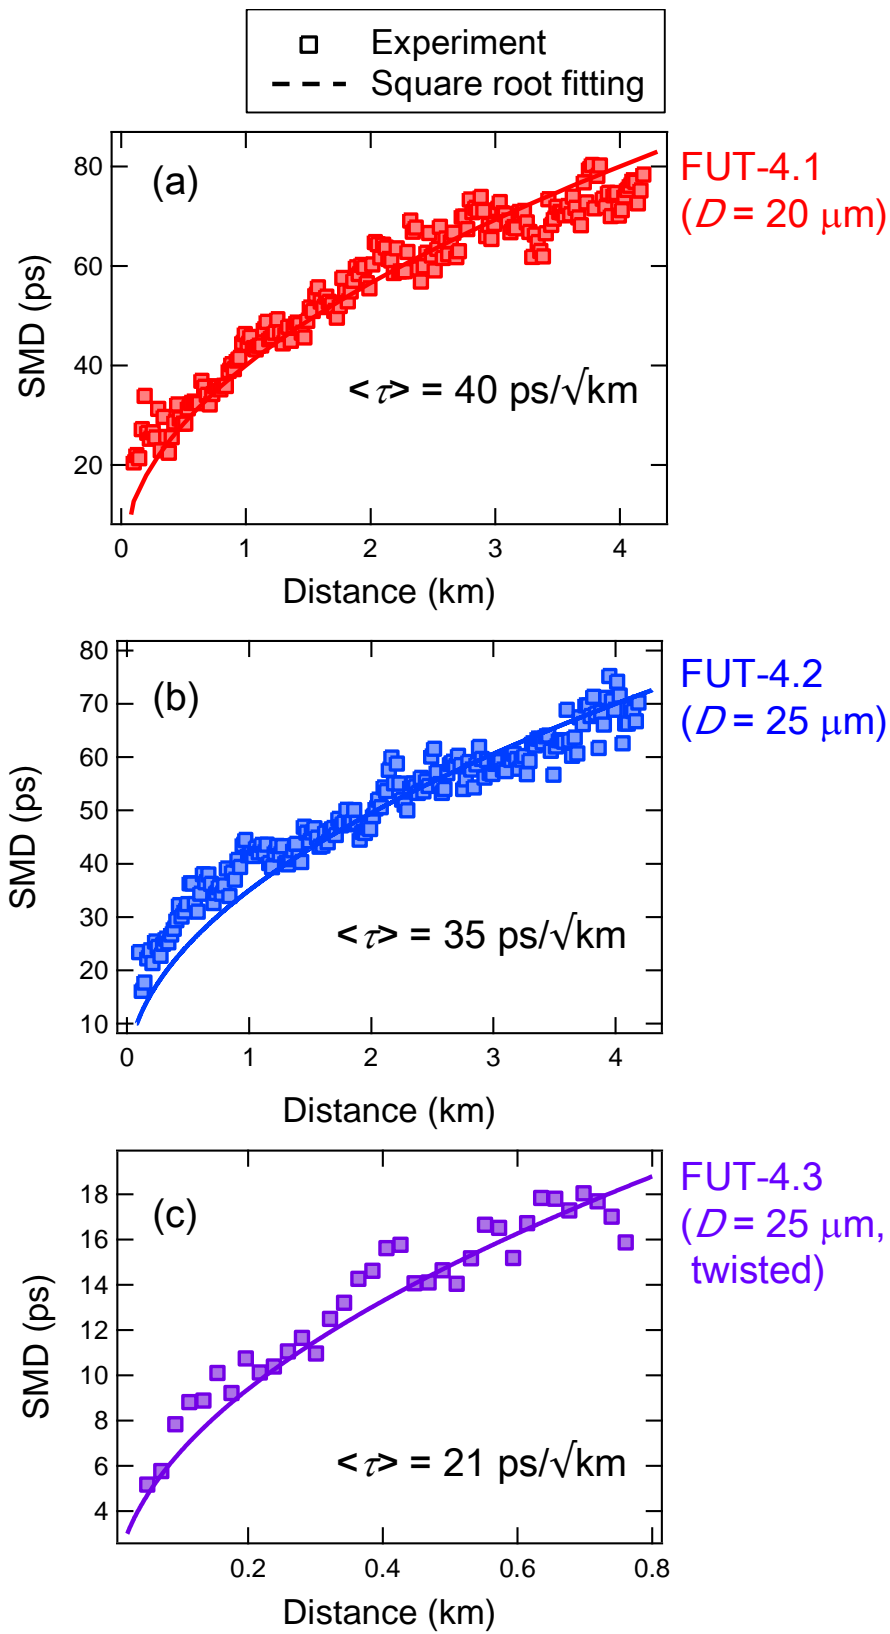 Experiment
Square root fitting
(a)
FUT-4.1
(D = 20 μm)
SMD (ps)
80
60
40
20
<τ> = 40 ps/√km
0 1 2 3 4
Distance (km)
(b)
FUT-4.2
(D = 25 μm)
SMD (ps)
80
70
60
50
40
30
20
10
<τ> = 35 ps/√km
0 1 2 3 4
Distance (km)
(c)
FUT-4.3
(D = 25 μm,
twisted)
SMD (ps)
18
16
14
12
10
8
6
4
<τ> = 21 ps/√km
0.2 0.4 0.6 0.8
Distance (km)